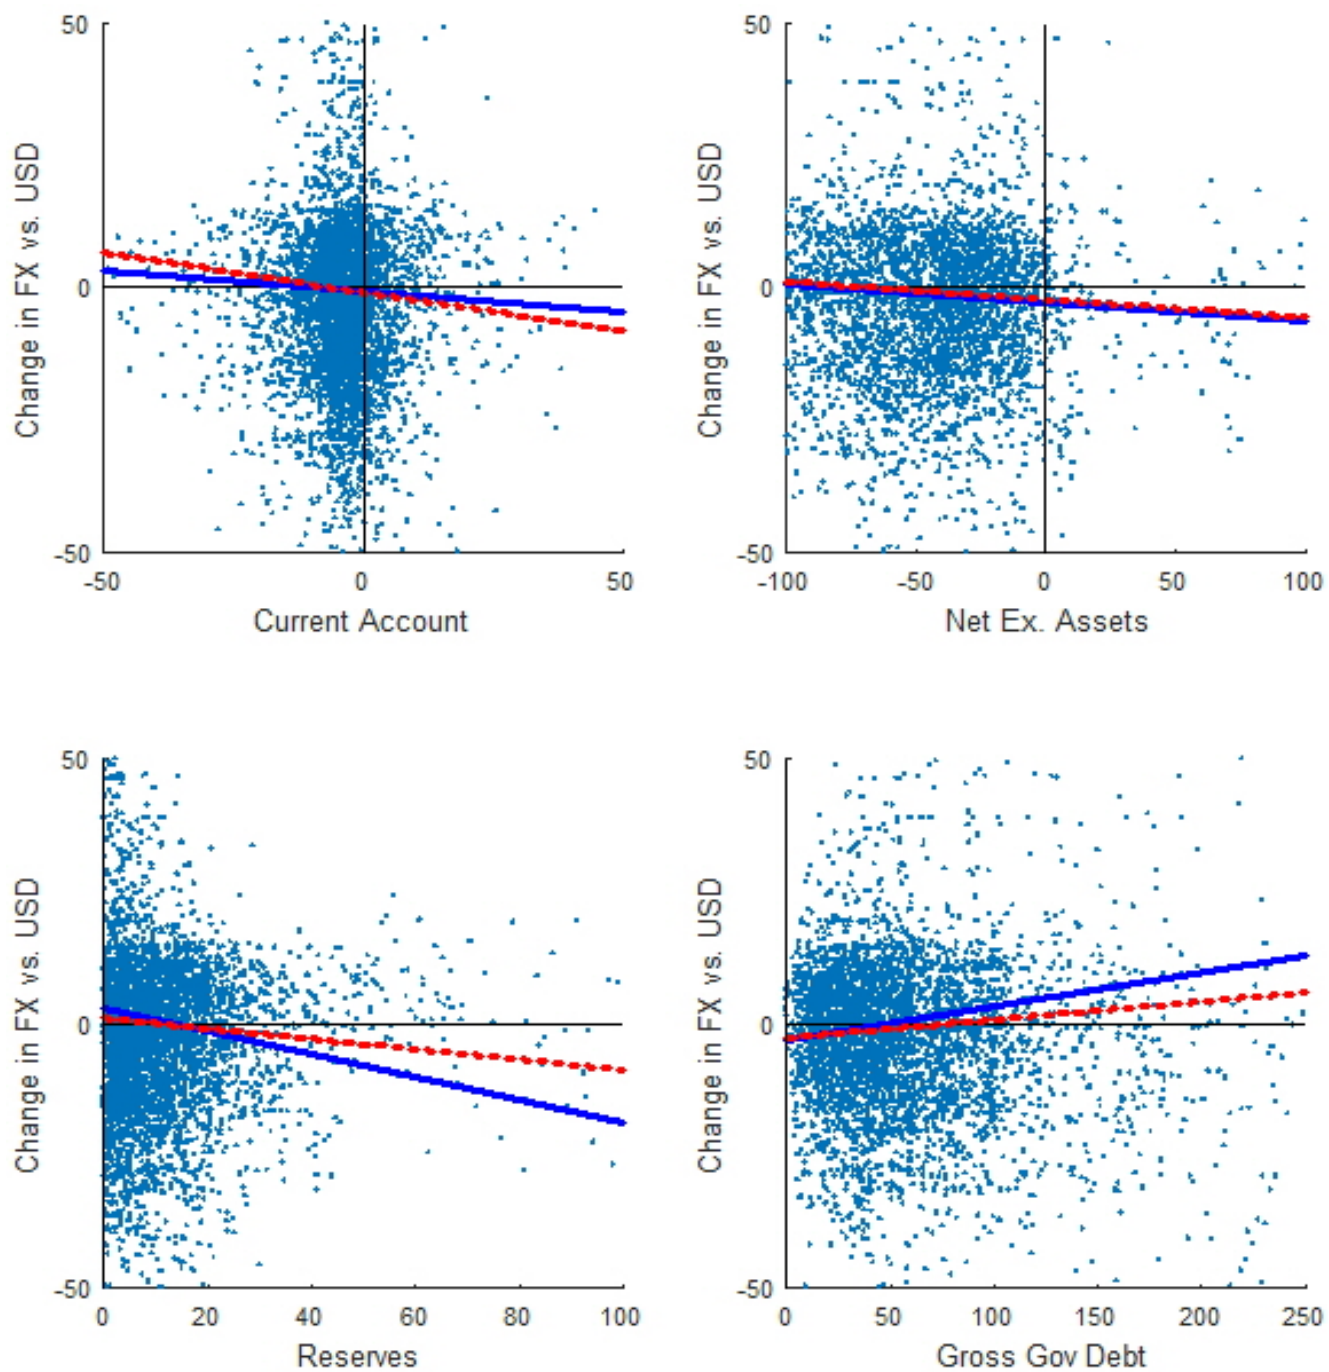 50
0
-50
Change in FX vs. USD
-50 0 50
Current Account
50
0
-50
Change in FX vs. USD
-100 -50 0 50 100
Net Ex. Assets
50
0
-50
Change in FX vs. USD
0 20 40 60 80 100
Reserves
50
0
-50
Change in FX vs. USD
0 50 100 150 200 250
Gross Gov Debt